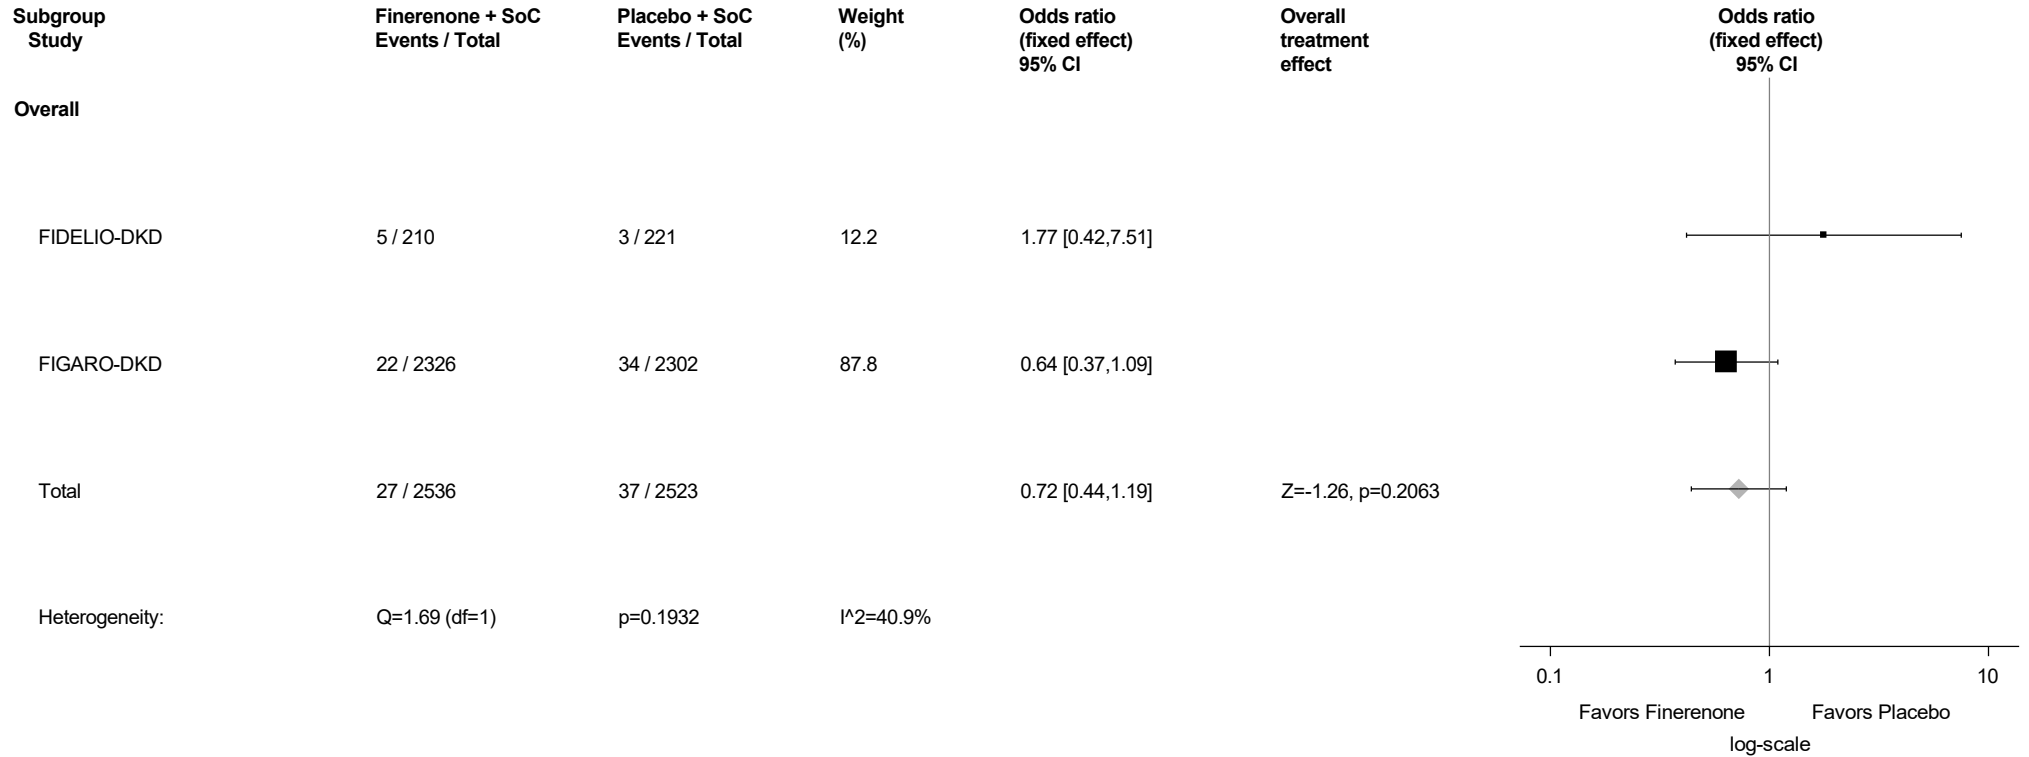 Subgroup Finerenone + SoC Placebo + SoC Weight Odds ratio Overall Odds ratio
Study Events / Total Events / Total (%) (fixed effect) treatment (fixed effect)
95% CI effect 95% CI
Overall
FIDELIO-DKD 5 / 210 3 / 221 12.2 1.77 [0.42,7.51]
FIGARO-DKD 22 / 2326 34 / 2302 87.8 0.64 [0.37,1.09]
Total 27 / 2536 37 / 2523 0.72 [0.44,1.19] Z=-1.26, p=0.2063
Heterogeneity: Q=1.69 (df=1) p=0.1932 I^2=40.9%
0.1 1 10
Favors Finerenone Favors Placebo
log-scale